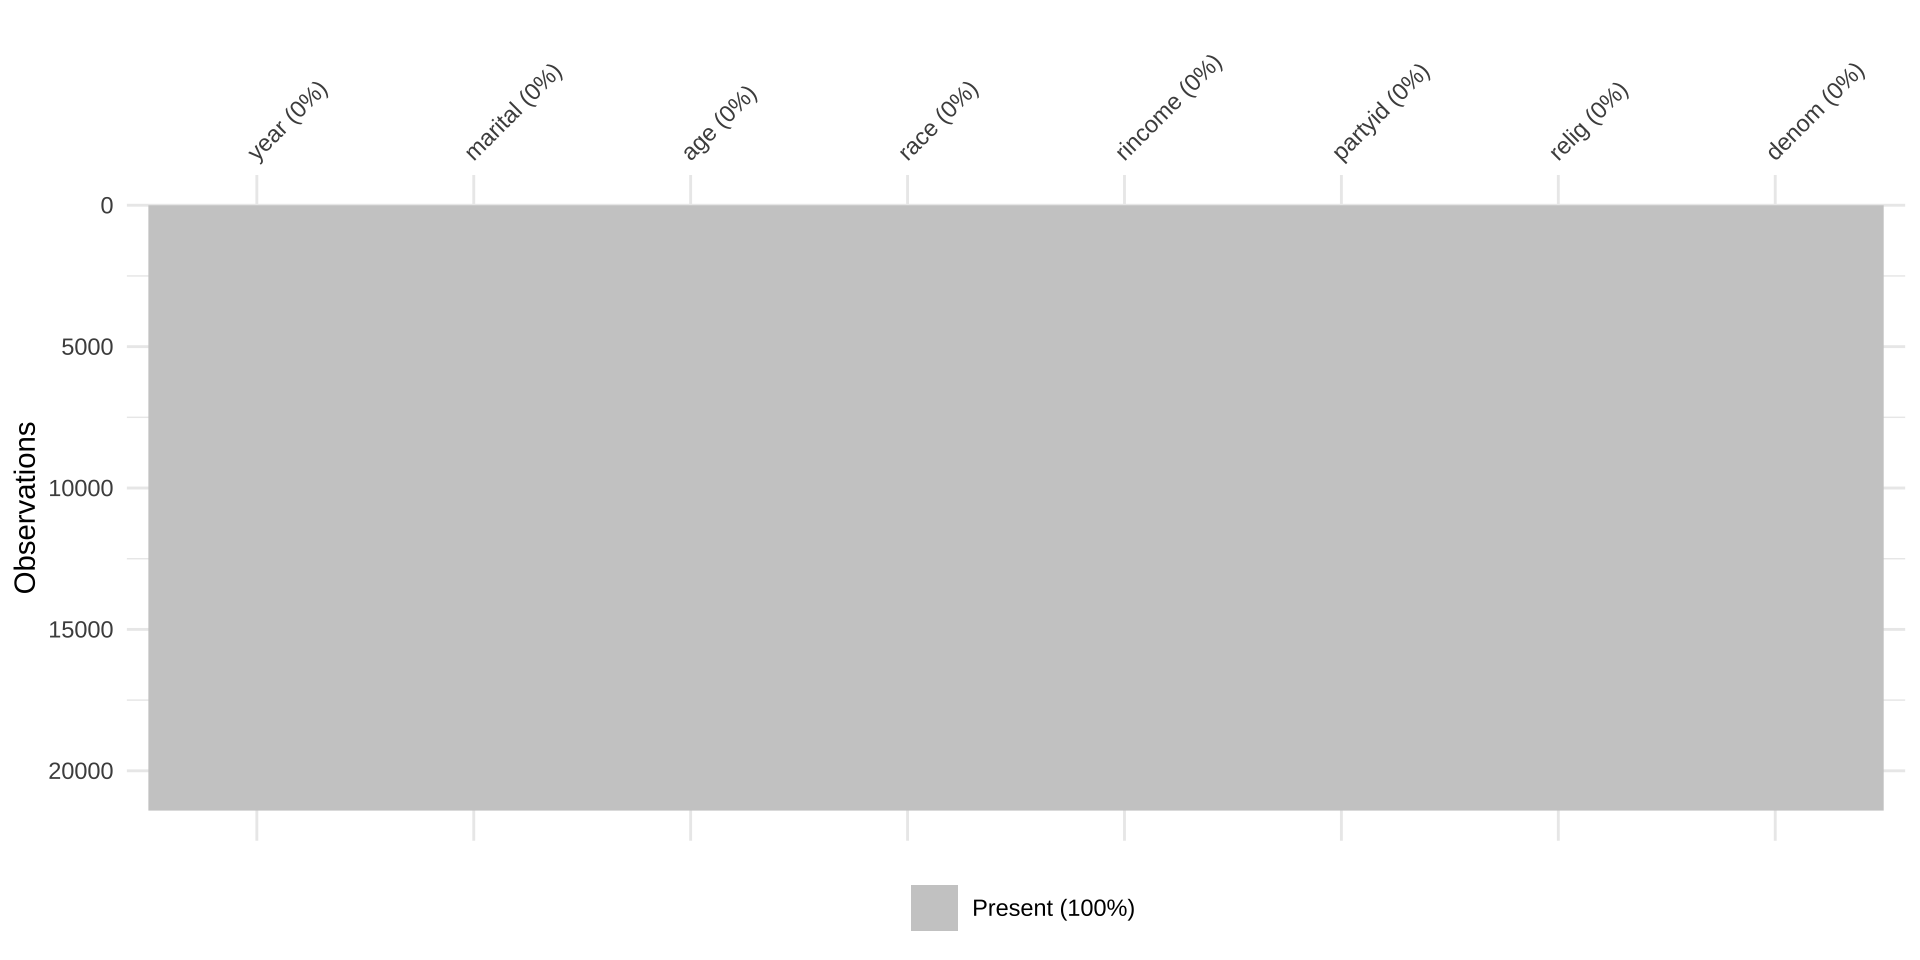 year (0%)
marital (0%)
age (0%)
race (0%)
rincome (0%)
partyid (0%)
relig (0%)
denom (0%)
0
5000
10000
15000
20000
Observations
Present (100%)